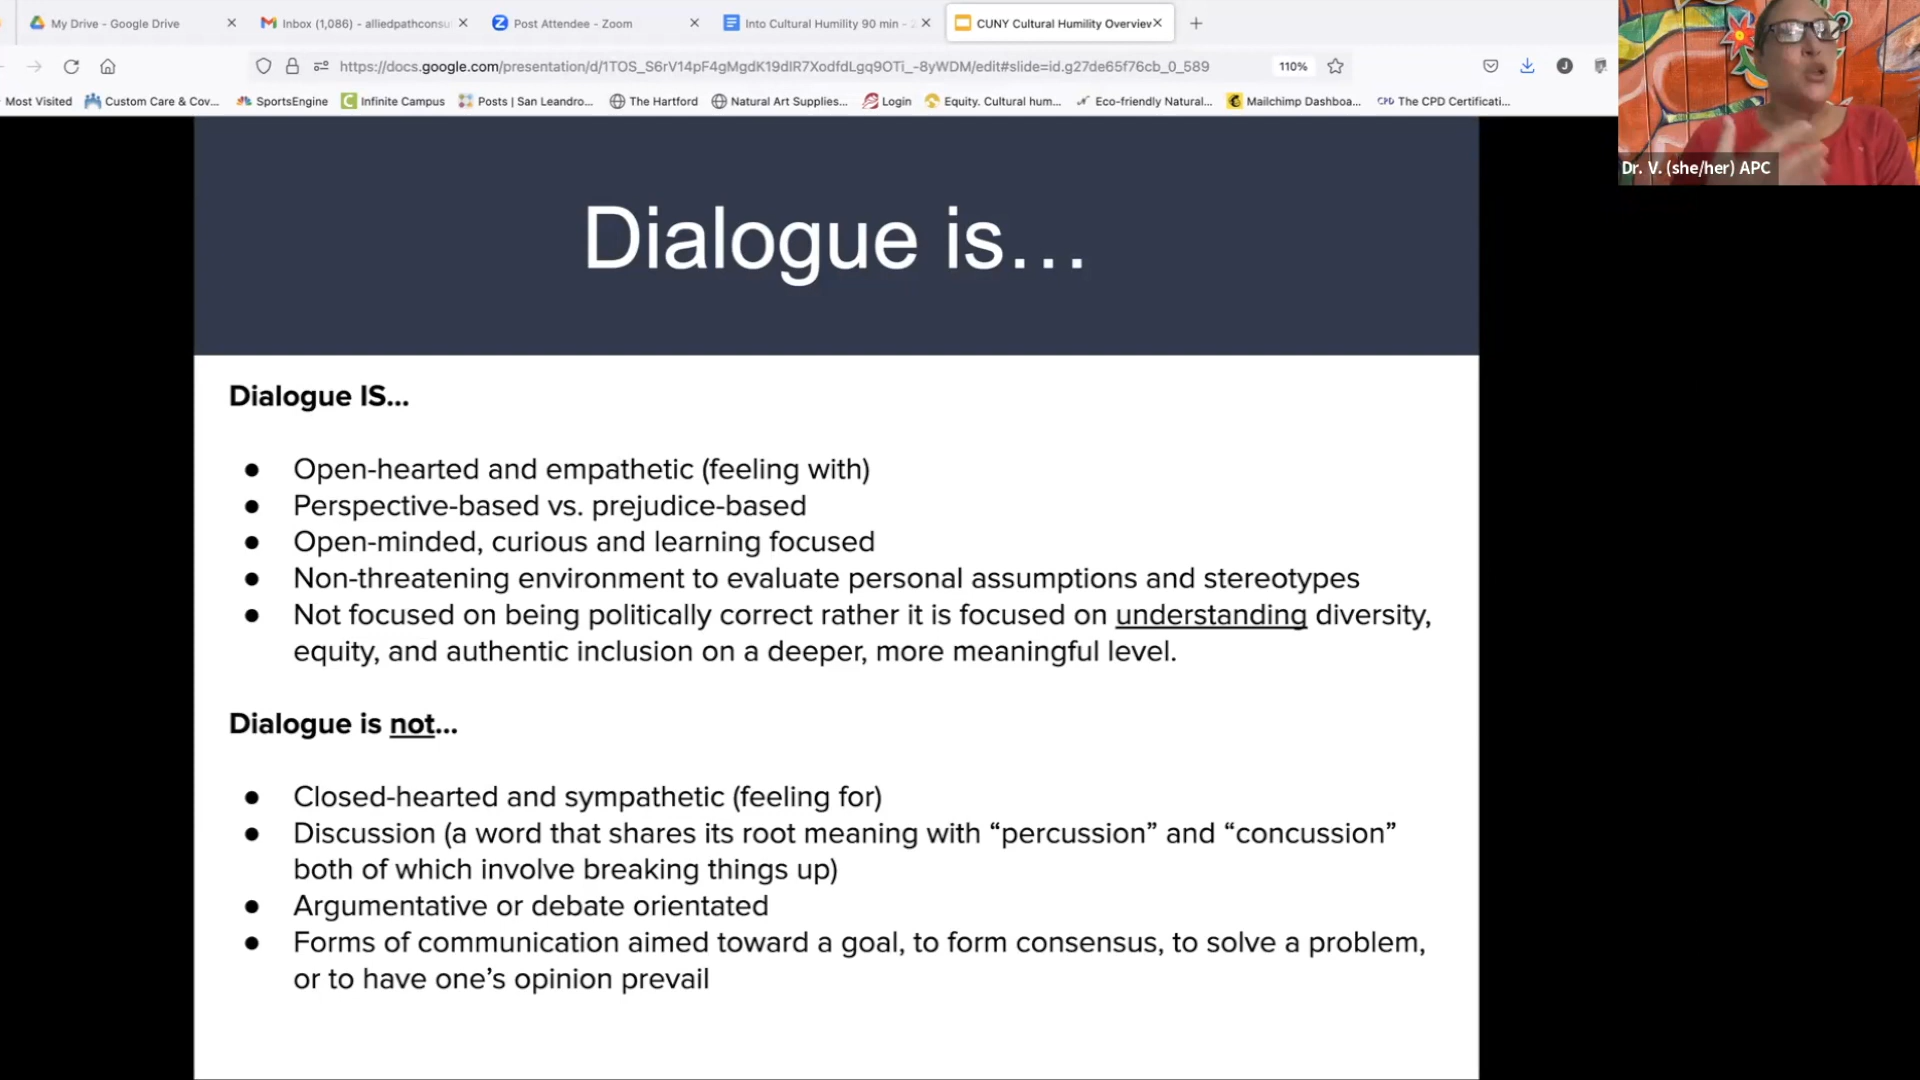 My Drive - Google Drive
Inbox (1,086) - alliedpathconsu
Post Attendee - Zoom
Into Cultural Humility 90 min - 2
CUNY Cultural Humility Overview
https://docs.google.com/presentation/d/1TOS_S6rV14pF4gMgdK19dIR7XodfdLgq9OTi_-8yWDM/edit#slide=id.g27de65f76cb_0_589
110%
J
Most Visited
Custom Care & Cov...
SportsEngine
Infinite Campus
Posts | San Leandro...
The Hartford
Natural Art Supplies...
Login
Equity. Cultural hum...
Eco-friendly Natural...
Mailchimp Dashboa...
CPD The CPD Certificati...
Dr. V. (she/her) APC
Dialogue is...
Dialogue IS...
● Open-hearted and empathetic (feeling with)
● Perspective-based vs. prejudice-based
● Open-minded, curious and learning focused
● Non-threatening environment to evaluate personal assumptions and stereotypes
● Not focused on being politically correct rather it is focused on understanding diversity,
equity, and authentic inclusion on a deeper, more meaningful level.
Dialogue is not...
● Closed-hearted and sympathetic (feeling for)
● Discussion (a word that shares its root meaning with “percussion” and “concussion”
both of which involve breaking things up)
● Argumentative or debate orientated
● Forms of communication aimed toward a goal, to form consensus, to solve a problem,
or to have one’s opinion prevail